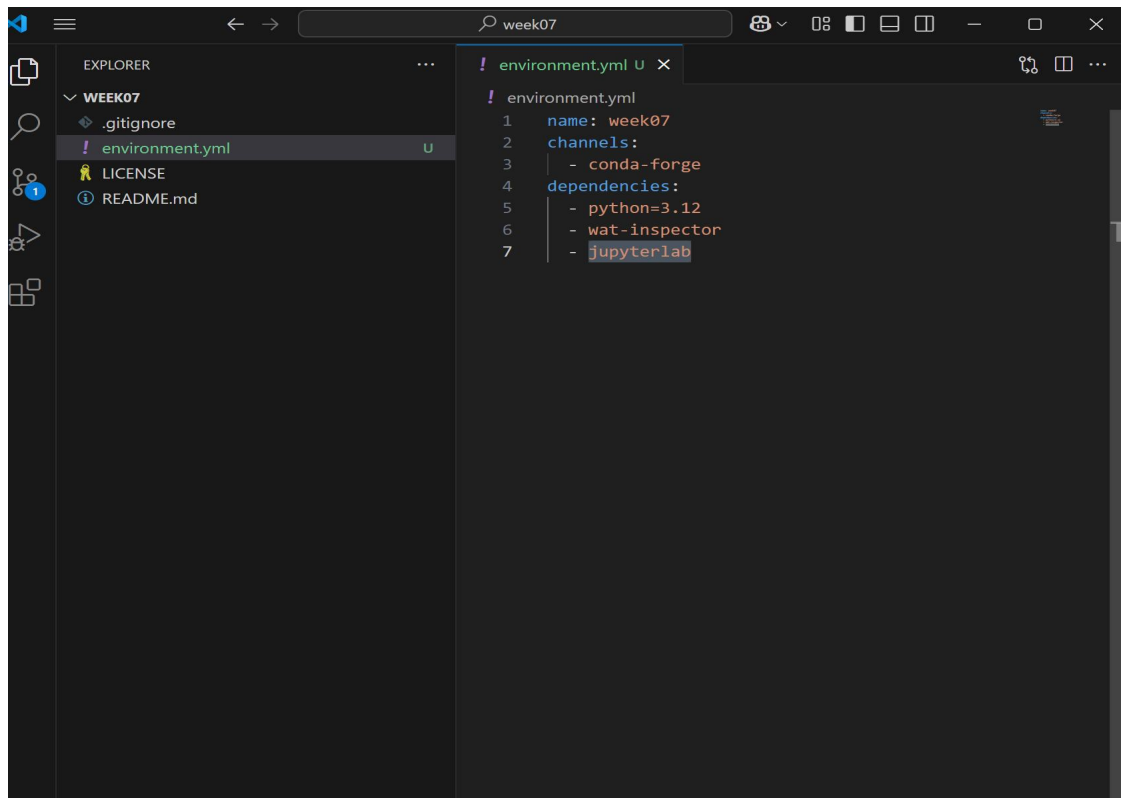 week07
EXPLORER
WEEK07
.gitignore
! environment.yml U
LICENSE
README.md
! environment.yml U
! environment.yml
1 name: week07
2 channels:
3 - conda-forge
4 dependencies:
5 - python=3.12
6 - wat-inspector
7 - jupyterlab
1